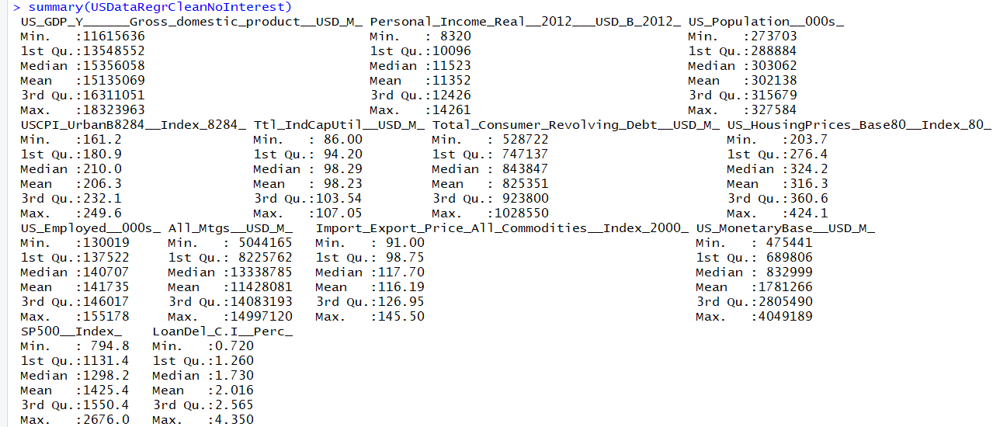 > summary(USDataRegrCleanNoInterest)
US_GDP_Y______Gross_domestic_product__USD_M_ Personal_Income_Real__2012___USD_B_2012_ US_Population__000s_
Min.   :11615636                             Min.   : 8320                            Min.   :273703
1st Qu.:13548552                             1st Qu.:10096                            1st Qu.:288884
Median :15356058                             Median :11523                            Median :303062
Mean   :15135069                             Mean   :11352                            Mean   :302138
3rd Qu.:16311051                             3rd Qu.:12426                            3rd Qu.:315679
Max.   :18323963                             Max.   :14261                            Max.   :327584
USCPI_UrbanB8284__Index_8284_ Ttl_IndCapUtil__USD_M_ Total_Consumer_Revolving_Debt__USD_M_ US_HousingPrices_Base80__Index_80_
Min.   :161.2                 Min.   : 86.00         Min.   : 528722                       Min.   :203.7
1st Qu.:180.9                 1st Qu.: 94.20         1st Qu.: 747137                       1st Qu.:276.4
Median :210.0                 Median : 98.29         Median : 843847                       Median :324.2
Mean   :206.3                 Mean   : 98.23         Mean   : 825351                       Mean   :316.3
3rd Qu.:232.1                 3rd Qu.:103.54         3rd Qu.: 923800                       3rd Qu.:360.6
Max.   :249.6                 Max.   :107.05         Max.   :1028550                       Max.   :424.1
US_Employed__000s_ All_Mtgs__USD_M_   Import_Export_Price_All_Commodities__Index_2000_ US_MonetaryBase__USD_M_
Min.   :130019     Min.   : 5044165   Min.   : 91.00                                   Min.   : 475441
1st Qu.:137522     1st Qu.: 8225762   1st Qu.: 98.75                                   1st Qu.: 689806
Median :140707     Median :13338785   Median :117.70                                   Median : 832999
Mean   :141735     Mean   :11428081   Mean   :116.19                                   Mean   :1781266
3rd Qu.:146017     3rd Qu.:14083193   3rd Qu.:126.95                                   3rd Qu.:2805490
Max.   :155178     Max.   :14997120   Max.   :145.50                                   Max.   :4049189
SP500__Index_    LoanDel_C.I__Perc_
Min.   : 794.8   Min.   :0.720
1st Qu.:1131.4   1st Qu.:1.260
Median :1298.2   Median :1.730
Mean   :1425.4   Mean   :2.016
3rd Qu.:1550.4   3rd Qu.:2.565
Max.   :2676.0   Max.   :4.350